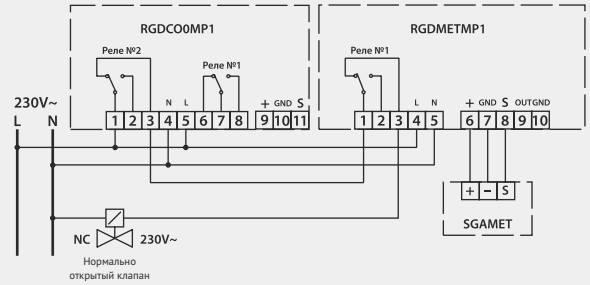 RGDCO0MP1
RGDMETMP1
Реле №2
Реле №1
Реле №1
230V~
L N
N L
+ GND S
L N
+ GND S OUT GND
1 2 3 4 5 6 7 8 9 10 11
1 2 3 4 5 6 7 8 9 10
+ − S
SGAMET
NC 230V~
Нормально
открытый клапан